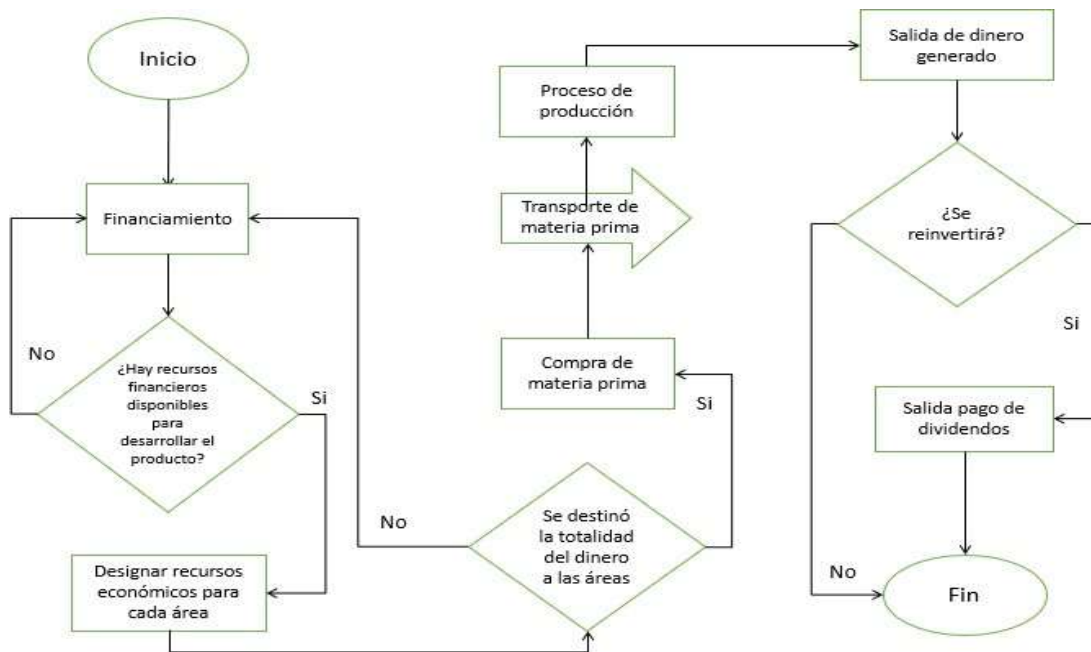 Inicio
Financiamiento
No
¿Hay recursos
financieros
disponibles
para
desarrollar el
producto?
Si
Designar recursos
económicos para
cada área
No
Se destinó
la totalidad
del dinero
a las áreas
Si
Compra de
materia prima
Transporte de
materia prima
Proceso de
producción
Salida de dinero
generado
¿Se
reinvertirá?
Si
Salida pago de
dividendos
No
Fin